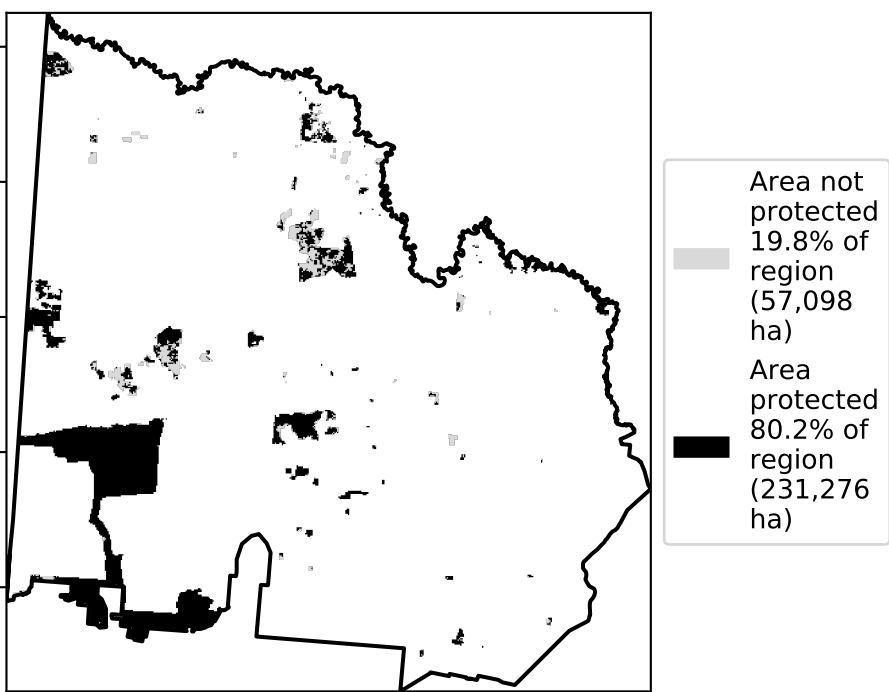 Area not
protected
19.8% of
region
(57,098
ha)
Area
protected
80.2% of
region
(231,276
ha)